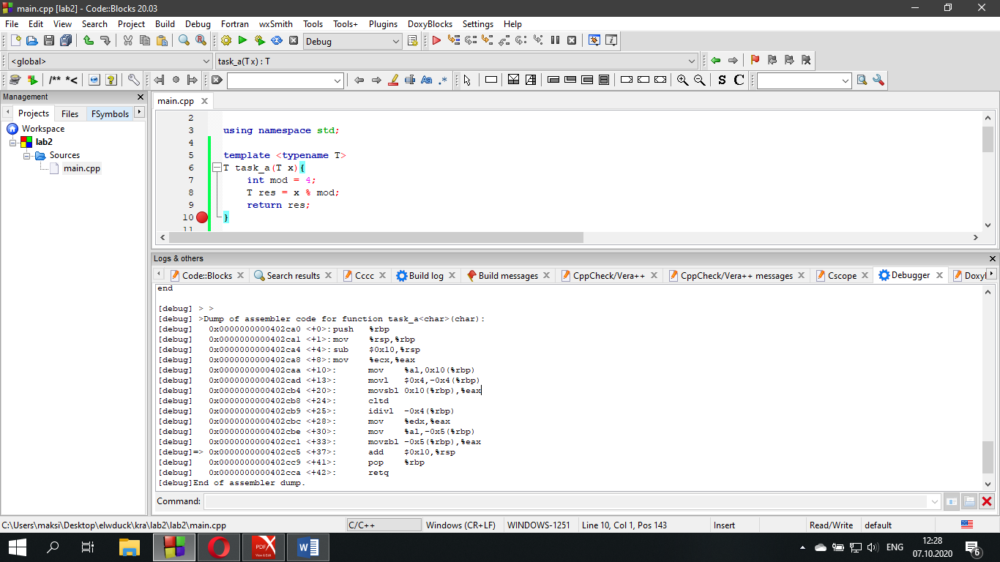 main.cpp [lab2] - Code::Blocks 20.03
File Edit View Search Project Build Debug Fortran wxSmith Tools Tools+ Plugins DoxyBlocks Settings Help
Debug
<global> task_a(T x) : T
/** *< Aa .* S C
Management
Projects Files FSymbols
Workspace
lab2
Sources
main.cpp
main.cpp
2
3 using namespace std;
4
5 template <typename T>
6 T task_a(T x){
7 int mod = 4;
8 T res = x % mod;
9 return res;
10 }
11
Logs & others
Code::Blocks Search results Cccc Build log Build messages CppCheck/Vera++ CppCheck/Vera++ messages Cscope Debugger Doxyl
end
[debug] > >
[debug] >Dump of assembler code for function task_a<char>(char):
[debug] 0x0000000000402ca0 <+0>: push %rbp
[debug] 0x0000000000402ca1 <+1>: mov %rsp,%rbp
[debug] 0x0000000000402ca4 <+4>: sub $0x10,%rsp
[debug] 0x0000000000402ca8 <+8>: mov %ecx,%eax
[debug] 0x0000000000402caa <+10>: mov %al,0x10(%rbp)
[debug] 0x0000000000402cad <+13>: movl $0x4,-0x4(%rbp)
[debug] 0x0000000000402cb4 <+20>: movsbl 0x10(%rbp),%eax
[debug] 0x0000000000402cb8 <+24>: cltd
[debug] 0x0000000000402cb9 <+25>: idivl -0x4(%rbp)
[debug] 0x0000000000402cbc <+28>: mov %edx,%eax
[debug] 0x0000000000402cbe <+30>: mov %al,-0x5(%rbp)
[debug] 0x0000000000402cc1 <+33>: movzbl -0x5(%rbp),%eax
[debug]=> 0x0000000000402cc5 <+37>: add $0x10,%rsp
[debug] 0x0000000000402cc9 <+41>: pop %rbp
[debug] 0x0000000000402cca <+42>: retq
[debug]End of assembler dump.
Command:
C:\Users\maksi\Desktop\elwduck\kra\lab2\lab2\main.cpp C/C++ Windows (CR+LF) WINDOWS-1251 Line 10, Col 1, Pos 143 Insert Read/Write default
PDF X View & Edit W ENG 12:28
07.10.2020 6